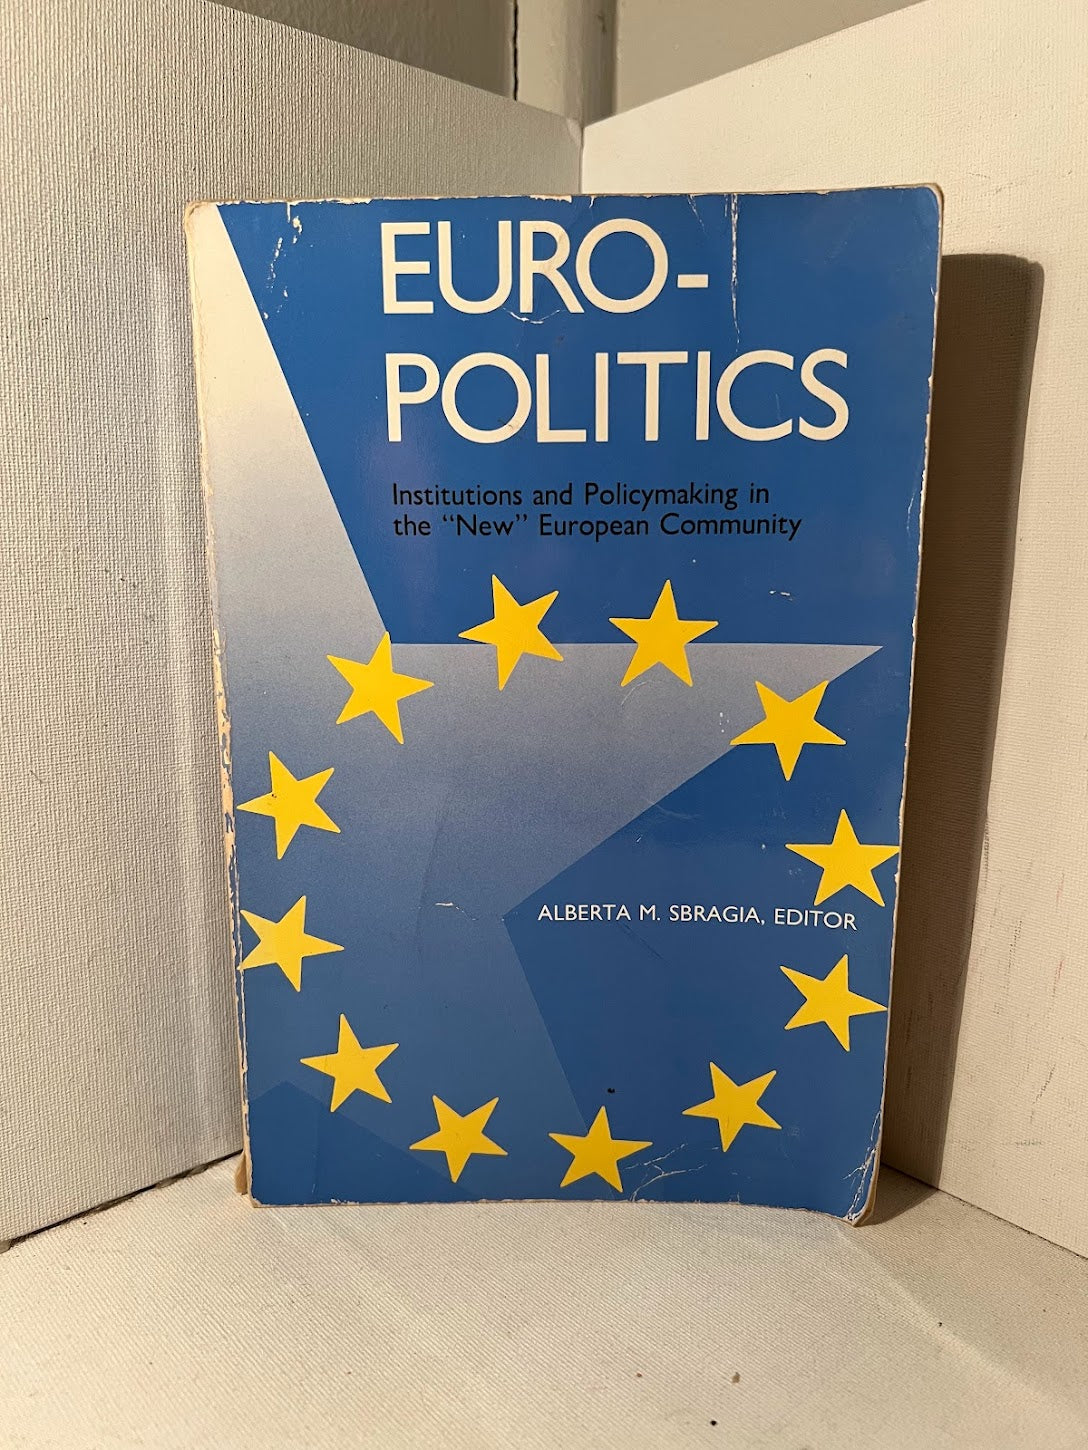 EURO-
POLITICS
Institutions and Policymaking in
the “New” European Community
ALBERTA M. SBRAGIA, EDITOR